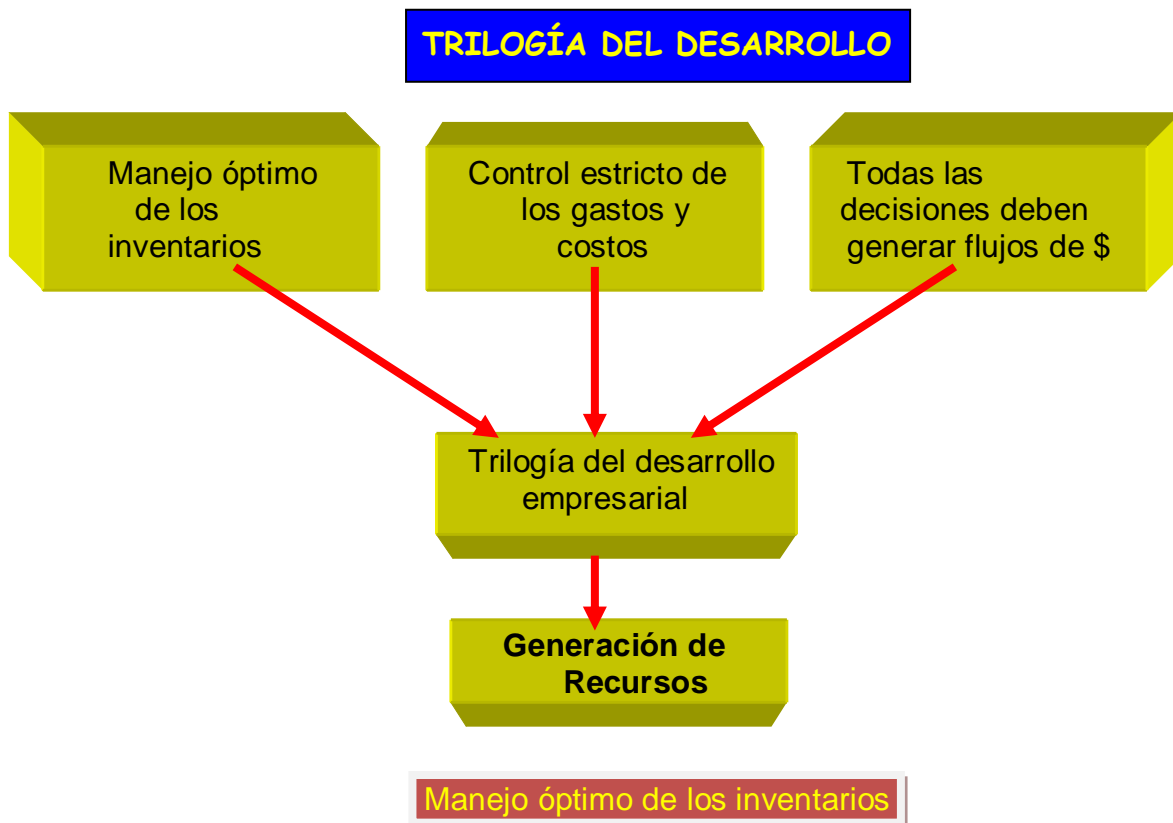 TRILOGÍA DEL DESARROLLO
Manejo óptimo
de los
inventarios
Control estricto de
los gastos y
costos
Todas las
decisiones deben
generar flujos de $
Trilogía del desarrollo
empresarial
Generación de
Recursos
Manejo óptimo de los inventarios